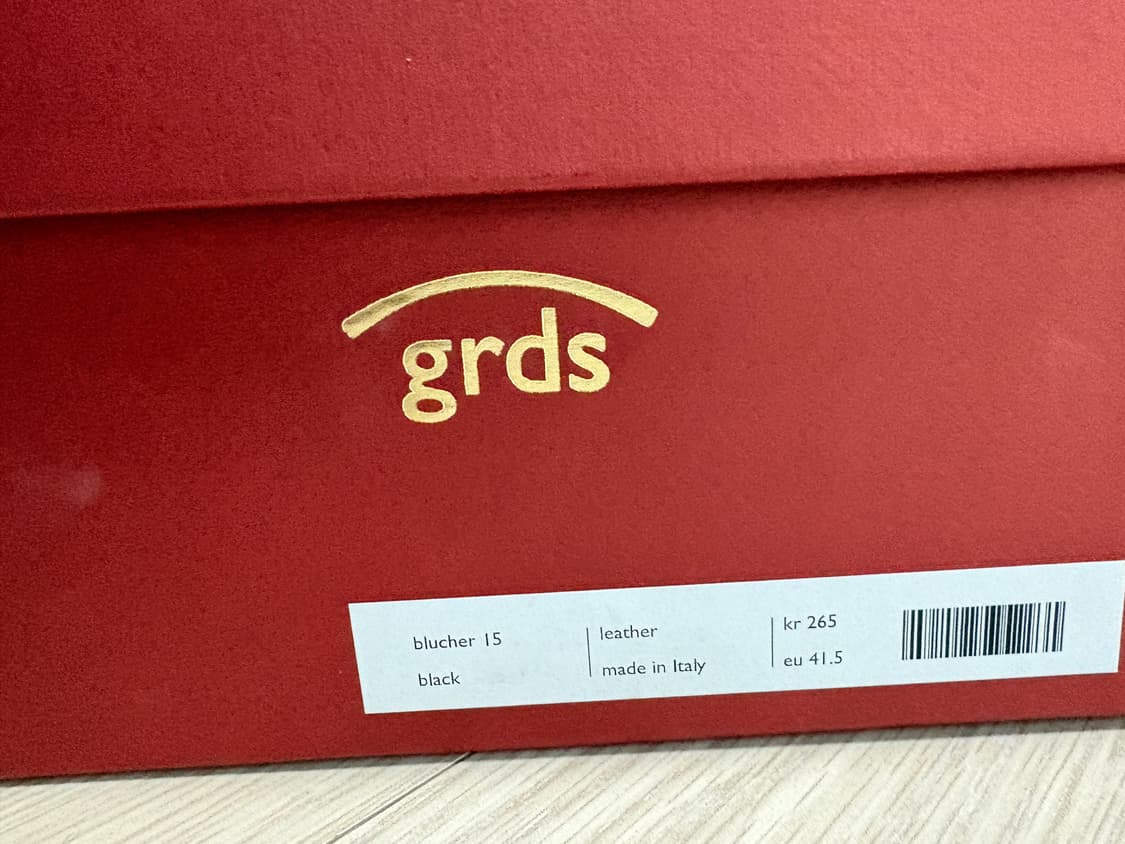 grds
blucher 15
black
leather
made in Italy
kr 265
eu 41.5